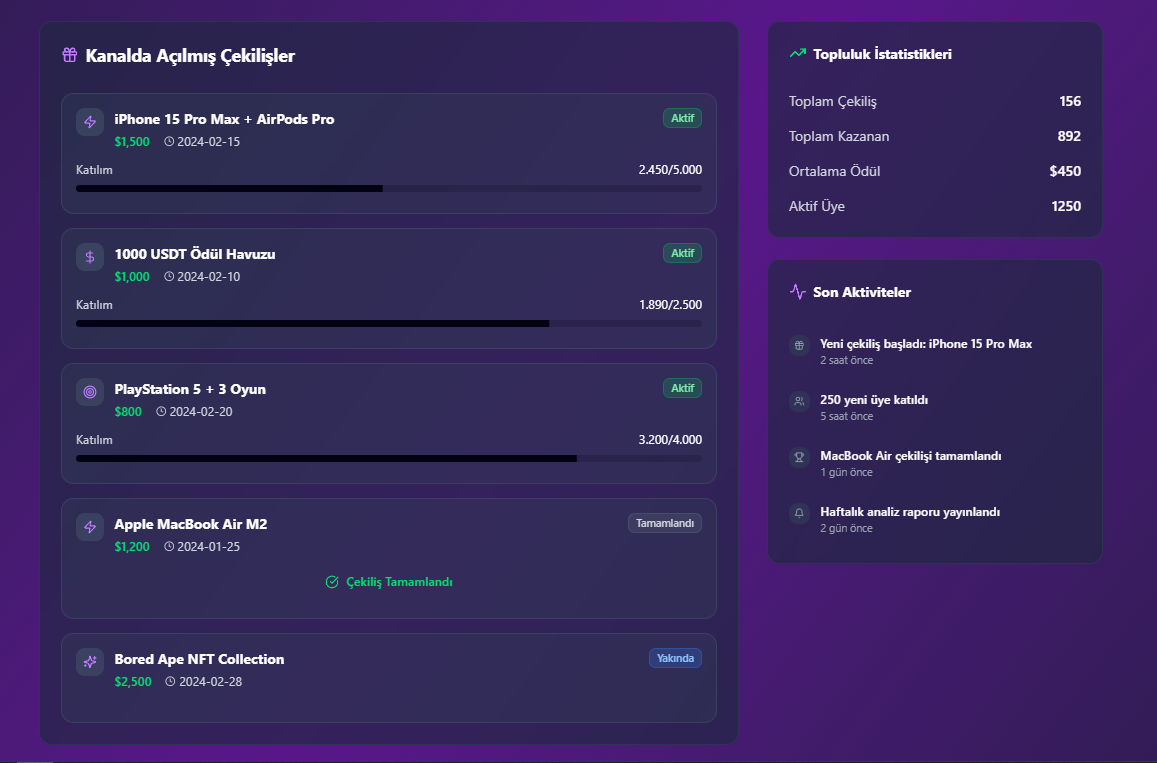 Kanalda Açılmış Çekilişler
iPhone 15 Pro Max + AirPods Pro
Aktif
$1,500 2024-02-15
Katılım 2.450/5.000
1000 USDT Ödül Havuzu
Aktif
$1,000 2024-02-10
Katılım 1.890/2.500
PlayStation 5 + 3 Oyun
Aktif
$800 2024-02-20
Katılım 3.200/4.000
Apple MacBook Air M2
Tamamlandı
$1,200 2024-01-25
Çekiliş Tamamlandı
Bored Ape NFT Collection
Yakında
$2,500 2024-02-28
Topluluk İstatistikleri
Toplam Çekiliş 156
Toplam Kazanan 892
Ortalama Ödül $450
Aktif Üye 1250
Son Aktiviteler
Yeni çekiliş başladı: iPhone 15 Pro Max
2 saat önce
250 yeni üye katıldı
5 saat önce
MacBook Air çekilişi tamamlandı
1 gün önce
Haftalık analiz raporu yayınlandı
2 gün önce